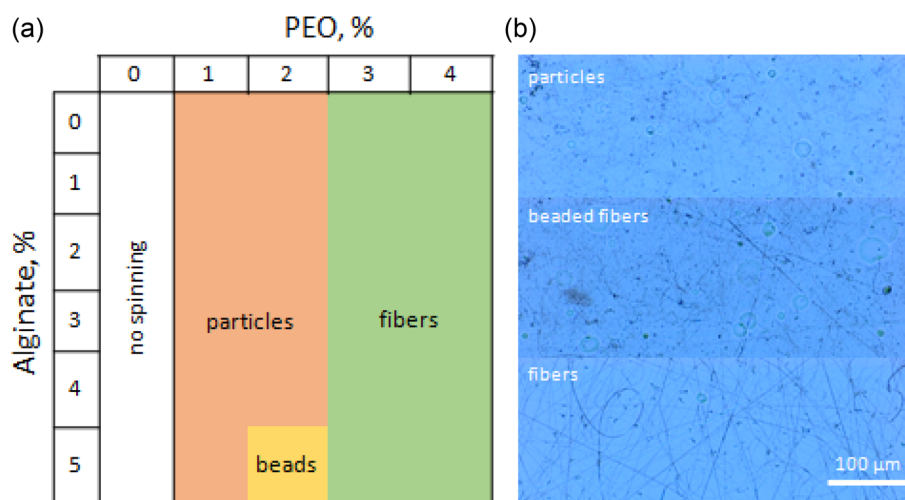 (a)
PEO, %
0 1 2 3 4
Alginate, %
0
1
2
3
4
5
no spinning
particles
fibers
beads
(b)
particles
beaded fibers
fibers
100 µm